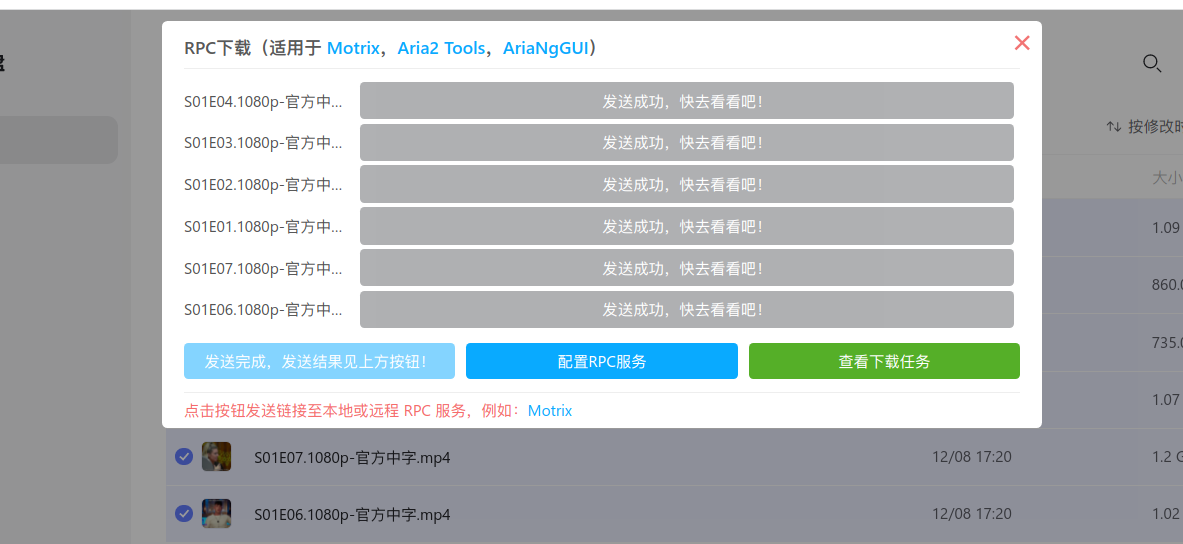 RPC下载（适用于 Motrix，Aria2 Tools，AriaNgGUI）
按修改时
大小
S01E04.1080p-官方中... 发送成功，快去看看吧！
S01E03.1080p-官方中... 发送成功，快去看看吧！
S01E02.1080p-官方中... 发送成功，快去看看吧！
S01E01.1080p-官方中... 发送成功，快去看看吧！
1.09
S01E07.1080p-官方中... 发送成功，快去看看吧！
860.0
S01E06.1080p-官方中... 发送成功，快去看看吧！
735.0
发送完成，发送结果见上方按钮！ 配置RPC服务 查看下载任务
1.07
点击按钮发送链接至本地或远程 RPC 服务，例如：Motrix
S01E07.1080p-官方中字.mp4 12/08 17:20 1.2 G
S01E06.1080p-官方中字.mp4 12/08 17:20 1.02